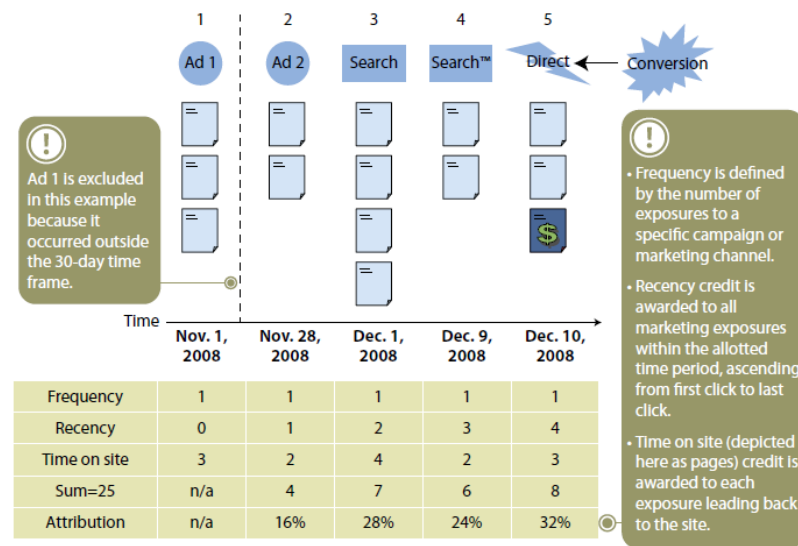 1 2 3 4 5
Ad 1 Ad 2 Search Search™ Direct Conversion
!
Ad 1 is excluded
in this example
because it
occurred outside
the 30-day time
frame.
$
!
• Frequency is defined
by the number of
exposures to a
specific campaign or
marketing channel.
• Recency credit is
awarded to all
marketing exposures
within the allotted
time period, ascending
from first click to last
click.
• Time on site (depicted
here as pages) credit is
awarded to each
exposure leading back
to the site.
Time
Nov. 1, Nov. 28, Dec. 1, Dec. 9, Dec. 10,
2008 2008 2008 2008 2008
Frequency 1 1 1 1 1
Recency 0 1 2 3 4
Time on site 3 2 4 2 3
Sum=25 n/a 4 7 6 8
Attribution n/a 16% 28% 24% 32%